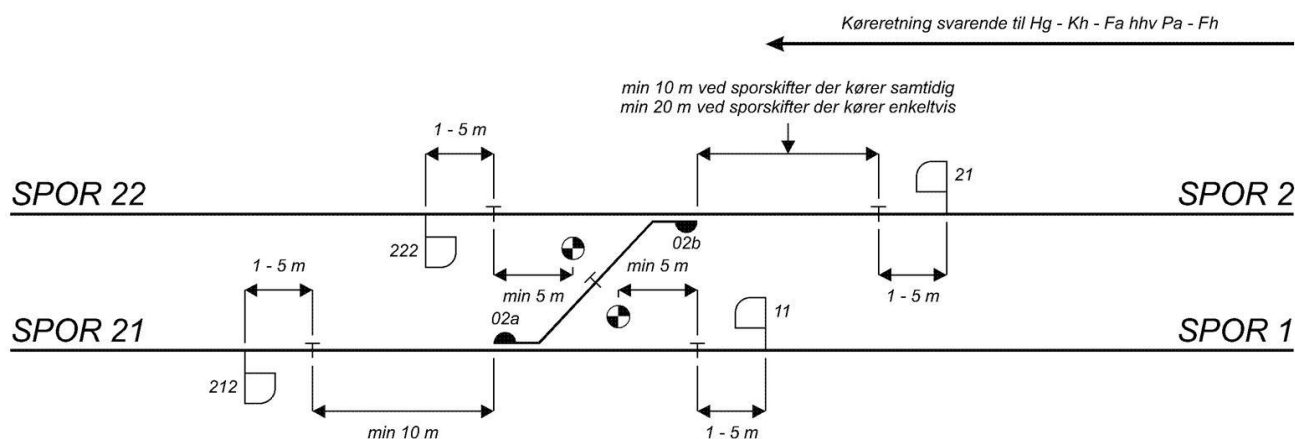 Køreretning svarende til Hg - Kh - Fa hhv Pa - Fh
min 10 m ved sporskifter der kører samtidig
min 20 m ved sporskifter der kører enkeltvis
1 - 5 m
SPOR 22
21
SPOR 2
222
02b
1 - 5 m
min 5 m
min 5 m
1 - 5 m
SPOR 21
02a
11
SPOR 1
212
min 10 m
1 - 5 m